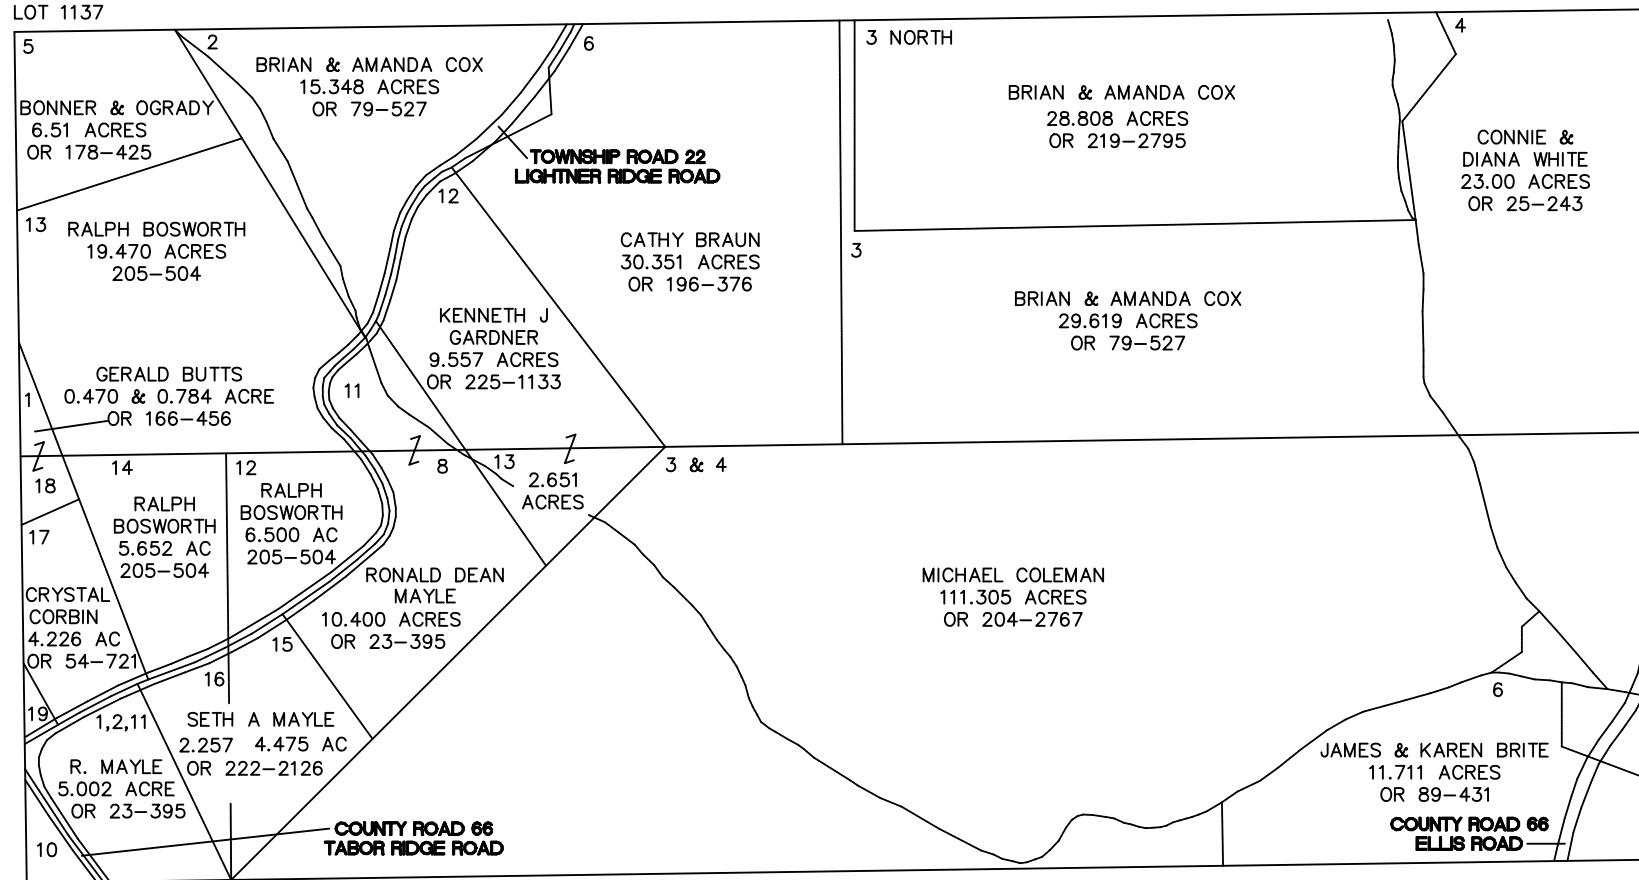 LOT 1137
5
2
6
3 NORTH
4
BRIAN & AMANDA COX
15.348 ACRES
OR 79-527
BONNER & OGRADY
6.51 ACRES
OR 178-425
BRIAN & AMANDA COX
28.808 ACRES
OR 219-2795
CONNIE &
DIANA WHITE
23.00 ACRES
OR 25-243
TOWNSHIP ROAD 22
LIGHTNER RIDGE ROAD
12
13
RALPH BOSWORTH
19.470 ACRES
205-504
CATHY BRAUN
30.351 ACRES
OR 196-376
3
BRIAN & AMANDA COX
29.619 ACRES
OR 79-527
KENNETH J
GARDNER
9.557 ACRES
OR 225-1133
GERALD BUTTS
0.470 & 0.784 ACRE
OR 166-456
1
11
18
14
12
8
13
3 & 4
2.651
ACRES
17
RALPH
BOSWORTH
5.652 AC
205-504
RALPH
BOSWORTH
6.500 AC
205-504
CRYSTAL
CORBIN
4.226 AC
OR 54-721
RONALD DEAN
MAYLE
10.400 ACRES
OR 23-395
MICHAEL COLEMAN
111.305 ACRES
OR 204-2767
15
16
6
19
1,2,11
SETH A MAYLE
2.257 4.475 AC
OR 222-2126
R. MAYLE
5.002 ACRE
OR 23-395
JAMES & KAREN BRITE
11.711 ACRES
OR 89-431
COUNTY ROAD 66
ELLIS ROAD
COUNTY ROAD 66
TABOR RIDGE ROAD
10